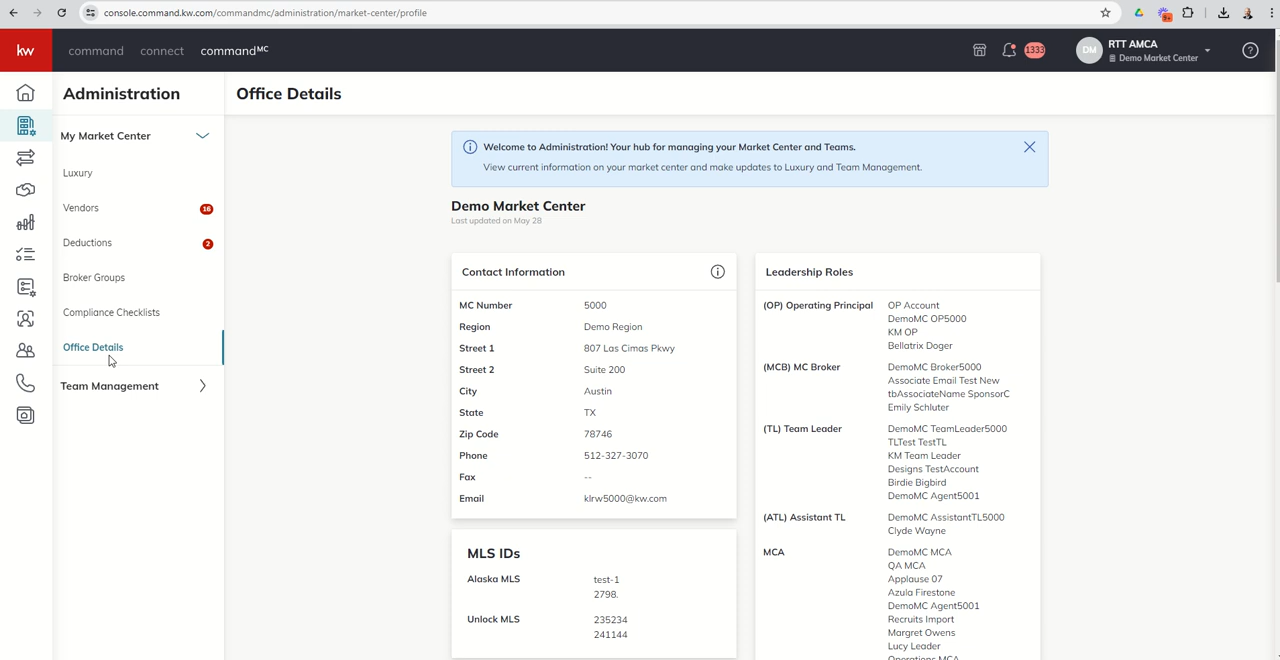 console.command.kw.com/commandmc/administration/market-center/profile
9+
kw command connect commandMC
1333
DM
RTT AMCA
Demo Market Center
Administration
My Market Center
Luxury
Vendors 16
Deductions 2
Broker Groups
Compliance Checklists
Office Details
Team Management
Office Details
Welcome to Administration! Your hub for managing your Market Center and Teams.
View current information on your market center and make updates to Luxury and Team Management.
Demo Market Center
Last updated on May 28
Contact Information
MC Number 5000
Region Demo Region
Street 1 807 Las Cimas Pkwy
Street 2 Suite 200
City Austin
State TX
Zip Code 78746
Phone 512-327-3070
Fax --
Email klrw5000@kw.com
MLS IDs
Alaska MLS test-1
2798.
Unlock MLS 235234
241144
Leadership Roles
(OP) Operating Principal OP Account
DemoMC OP5000
KM OP
Bellatrix Doger
(MCB) MC Broker DemoMC Broker5000
Associate Email Test New
tbAssociateName SponsorC
Emily Schluter
(TL) Team Leader DemoMC TeamLeader5000
TLTest TestTL
KM Team Leader
Designs TestAccount
Birdie Bigbird
DemoMC Agent5001
(ATL) Assistant TL DemoMC AssistantTL5000
Clyde Wayne
MCA DemoMC MCA
QA MCA
Applause 07
Azula Firestone
DemoMC Agent5001
Recruits Import
Margret Owens
Lucy Leader
Operations MCA